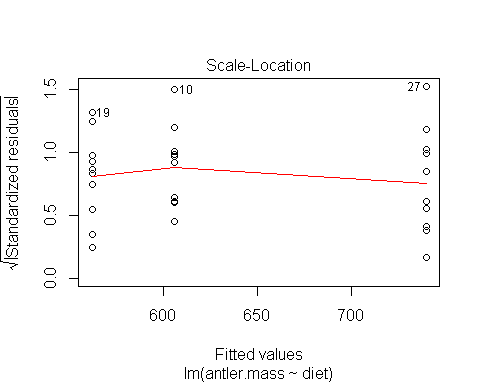 Scale-Location
√|Standardized residuals|
1.5
1.0
0.5
0.0
19
10
27
600
650
700
Fitted values
lm(antler.mass ~ diet)